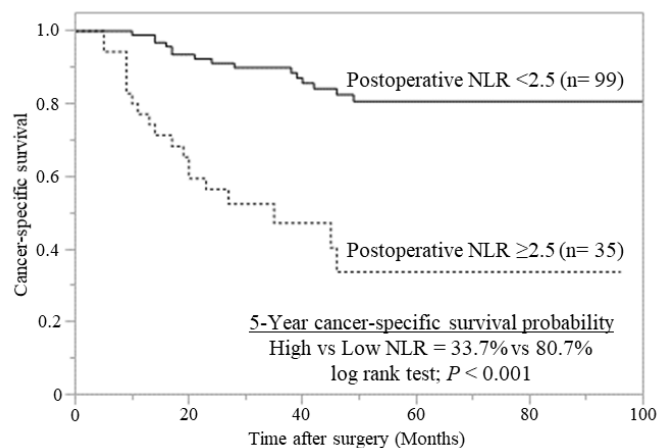 1.0
Postoperative NLR <2.5 (n= 99)
0.8
0.6
Cancer-specific survival
0.4
Postoperative NLR ≥2.5 (n= 35)
5-Year cancer-specific survival probability
0.2
High vs Low NLR = 33.7% vs 80.7%
log rank test; P < 0.001
0
0 20 40 60 80 100
Time after surgery (Months)